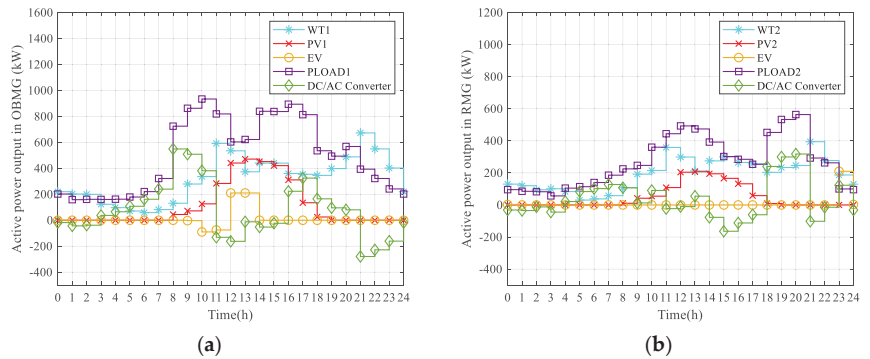 1600
1400
1200
1000
800
600
400
200
0
-200
-400
Active power output in OBMG (kW)
WT1
PV1
EV
PLOAD1
DC/AC Converter
0 1 2 3 4 5 6 7 8 9 10 11 12 13 14 15 16 17 18 19 20 21 22 23 24
Time(h)
(a)
1200
1000
800
600
400
200
0
-200
-400
Active power output in RMG (kW)
WT2
PV2
EV
PLOAD2
DC/AC Converter
0 1 2 3 4 5 6 7 8 9 10 11 12 13 14 15 16 17 18 19 20 21 22 23 24
Time(h)
(b)